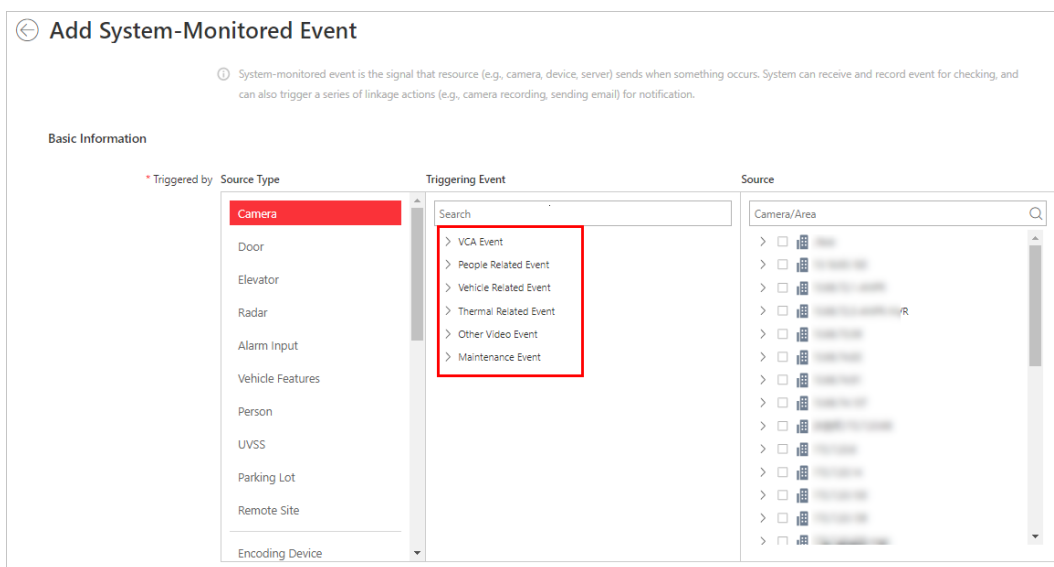 Add System-Monitored Event
System-monitored event is the signal that resource (e.g., camera, device, server) sends when something occurs. System can receive and record event for checking, and
can also trigger a series of linkage actions (e.g., camera recording, sending email) for notification.
Basic Information
* Triggered by
Source Type
Camera
Door
Elevator
Radar
Alarm Input
Vehicle Features
Person
UVSS
Parking Lot
Remote Site
Encoding Device
Triggering Event
Search
VCA Event
People Related Event
Vehicle Related Event
Thermal Related Event
Other Video Event
Maintenance Event
Source
Camera/Area